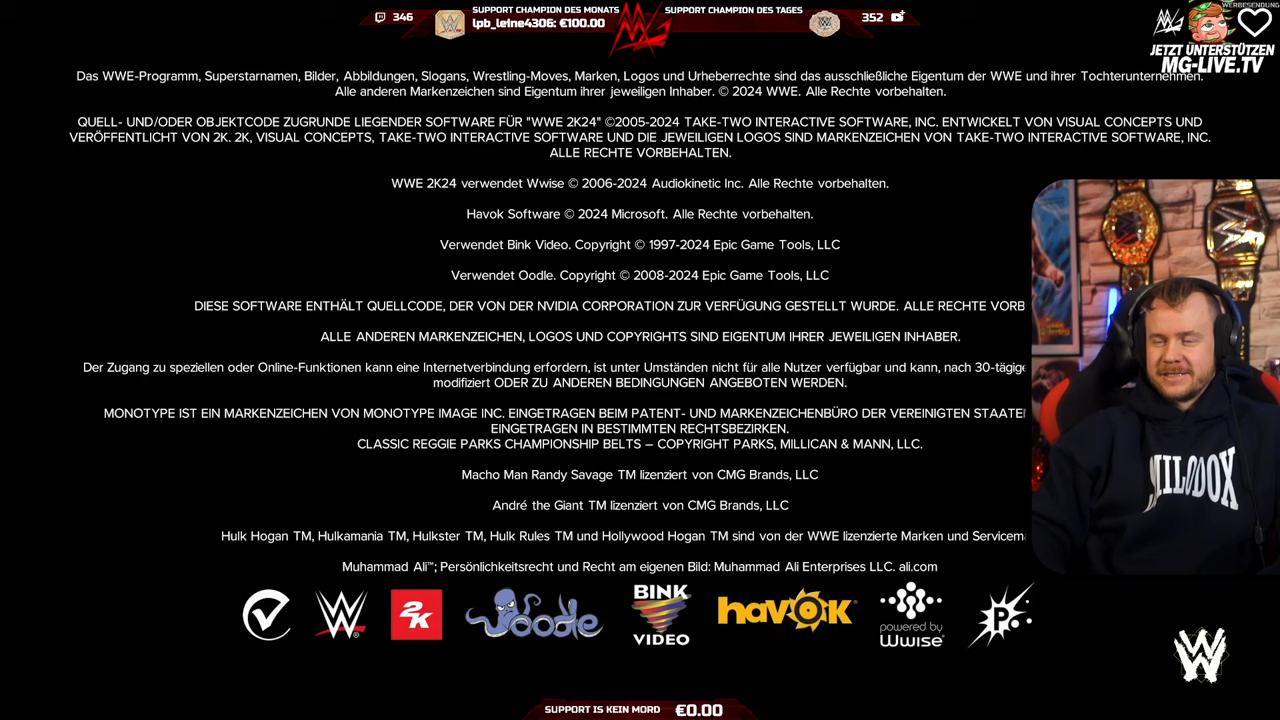 346
SUPPORT CHAMPION DES MONATS
lpb_le1ne4306: €100.00
SUPPORT CHAMPION DES TAGES
352
WERBESENDUNG
JETZT UNTERSTÜTZEN
MG-LIVE.TV
Das WWE-Programm, Superstarnamen, Bilder, Abbildungen, Slogans, Wrestling-Moves, Marken, Logos und Urheberrechte sind das ausschließliche Eigentum der WWE und ihrer Tochterunternehmen.
Alle anderen Markenzeichen sind Eigentum ihrer jeweiligen Inhaber. © 2024 WWE. Alle Rechte vorbehalten.
QUELL- UND/ODER OBJEKTCODE ZUGRUNDE LIEGENDER SOFTWARE FÜR "WWE 2K24" ©2005-2024 TAKE-TWO INTERACTIVE SOFTWARE, INC. ENTWICKELT VON VISUAL CONCEPTS UND
VERÖFFENTLICHT VON 2K. 2K, VISUAL CONCEPTS, TAKE-TWO INTERACTIVE SOFTWARE UND DIE JEWEILIGEN LOGOS SIND MARKENZEICHEN VON TAKE-TWO INTERACTIVE SOFTWARE, INC.
ALLE RECHTE VORBEHALTEN.
WWE 2K24 verwendet Wwise © 2006-2024 Audiokinetic Inc. Alle Rechte vorbehalten.
Havok Software © 2024 Microsoft. Alle Rechte vorbehalten.
Verwendet Bink Video. Copyright © 1997-2024 Epic Game Tools, LLC
Verwendet Oodle. Copyright © 2008-2024 Epic Game Tools, LLC
DIESE SOFTWARE ENTHÄLT QUELLCODE, DER VON DER NVIDIA CORPORATION ZUR VERFÜGUNG GESTELLT WURDE. ALLE RECHTE VORB
ALLE ANDEREN MARKENZEICHEN, LOGOS UND COPYRIGHTS SIND EIGENTUM IHRER JEWEILIGEN INHABER.
Der Zugang zu speziellen oder Online-Funktionen kann eine Internetverbindung erfordern, ist unter Umständen nicht für alle Nutzer verfügbar und kann, nach 30-tägige
modifiziert ODER ZU ANDEREN BEDINGUNGEN ANGEBOTEN WERDEN.
MONOTYPE IST EIN MARKENZEICHEN VON MONOTYPE IMAGE INC. EINGETRAGEN BEIM PATENT- UND MARKENZEICHENBÜRO DER VEREINIGTEN STAATEN
EINGETRAGEN IN BESTIMMTEN RECHTSBEZIRKEN.
CLASSIC REGGIE PARKS CHAMPIONSHIP BELTS – COPYRIGHT PARKS, MILLICAN & MANN, LLC.
Macho Man Randy Savage TM lizenziert von CMG Brands, LLC
André the Giant TM lizenziert von CMG Brands, LLC
Hulk Hogan TM, Hulkamania TM, Hulkster TM, Hulk Rules TM und Hollywood Hogan TM sind von der WWE lizenzierte Marken und Servicema
Muhammad Ali™; Persönlichkeitsrecht und Recht am eigenen Bild: Muhammad Ali Enterprises LLC. ali.com
MILODOX
2K
oodle
BINK
VIDEO
havok
powered by
Wwise
P
SUPPORT IS KEIN MORD €0.00